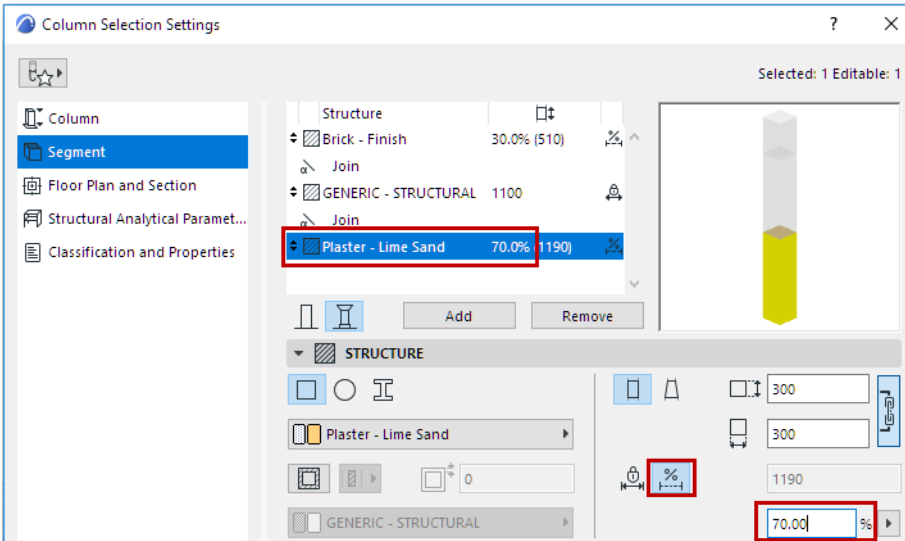 Column Selection Settings ?
Selected: 1 Editable: 1
Column
Segment
Floor Plan and Section
Structural Analytical Paramet...
Classification and Properties
Structure
Brick - Finish 30.0% (510)
Join
GENERIC - STRUCTURAL 1100
Join
Plaster - Lime Sand 70.0% (1190)
Add Remove
STRUCTURE
300
Plaster - Lime Sand 300
0 % 1190
GENERIC - STRUCTURAL 70.00 %